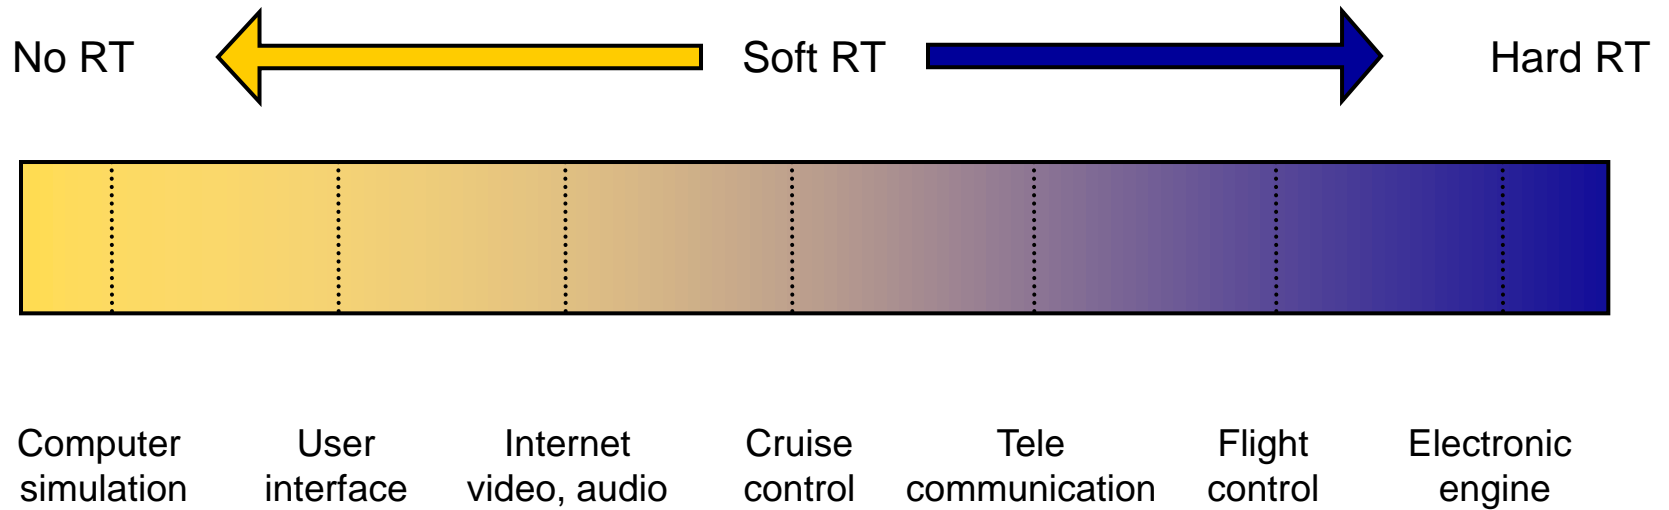 No RT Soft RT Hard RT
Computer simulation
User interface
Internet video, audio
Cruise control
Tele communication
Flight control
Electronic engine